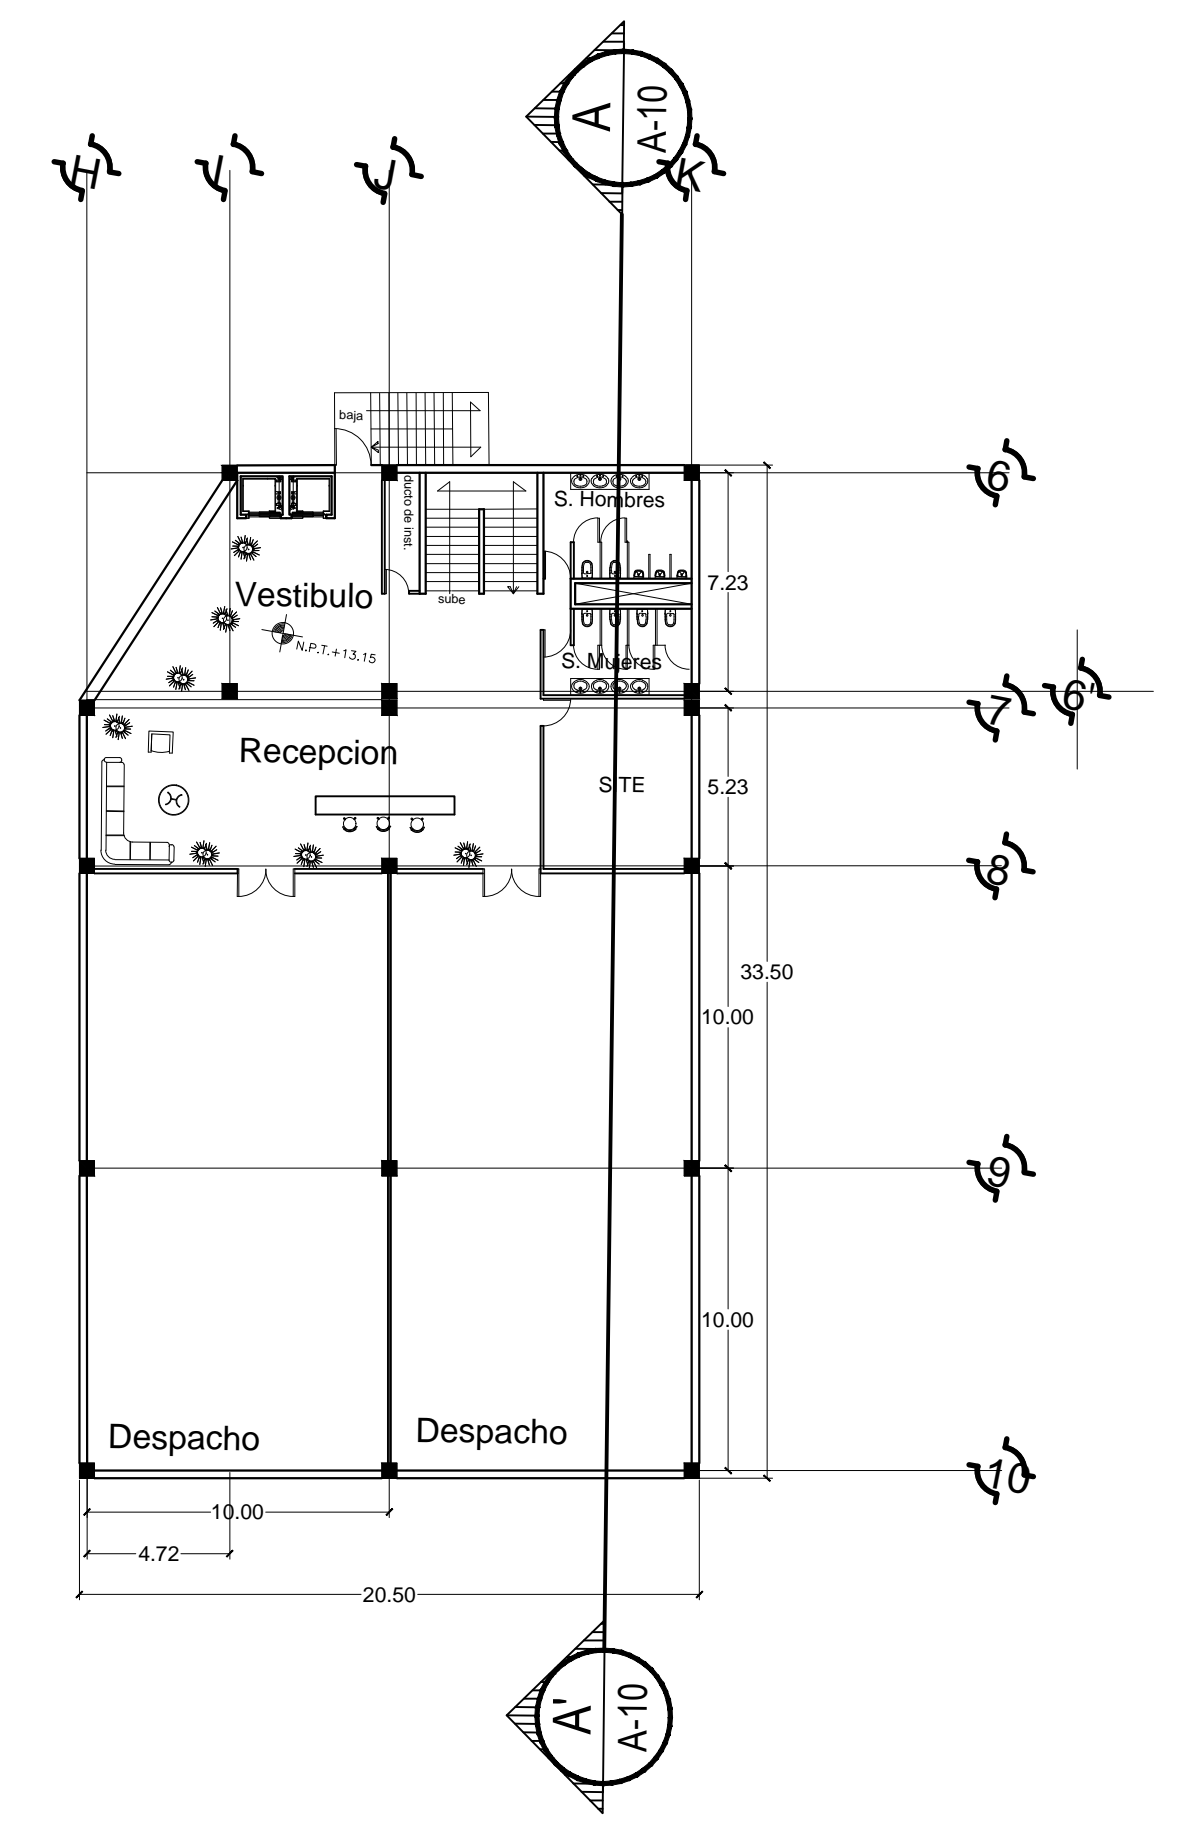 A
A-10
H
I
J
K
baja
6
ducto de inst.
S. Hombres
7.23
Vestibulo
sube
N.P.T.+13.15
S. Mujeres
6'
7
Recepcion
SITE
5.23
8
33.50
10.00
9
10.00
Despacho
Despacho
10
10.00
4.72
20.50
A'
A-10